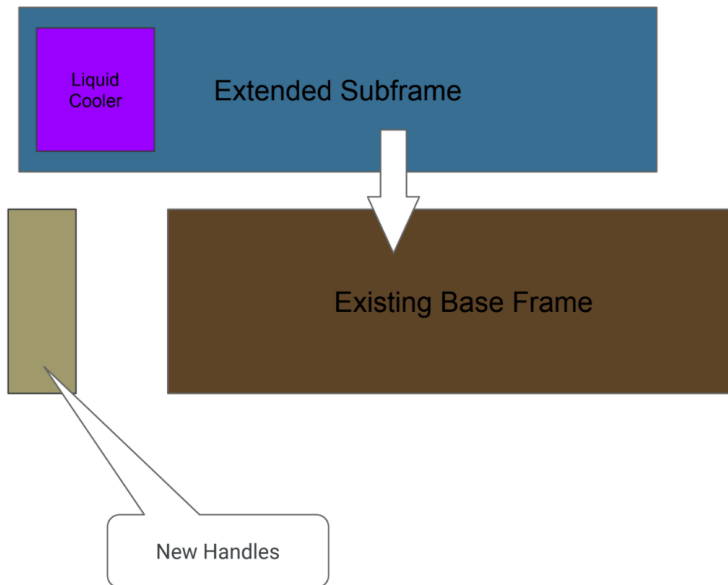 Liquid
Cooler
Extended Subframe
Existing Base Frame
New Handles